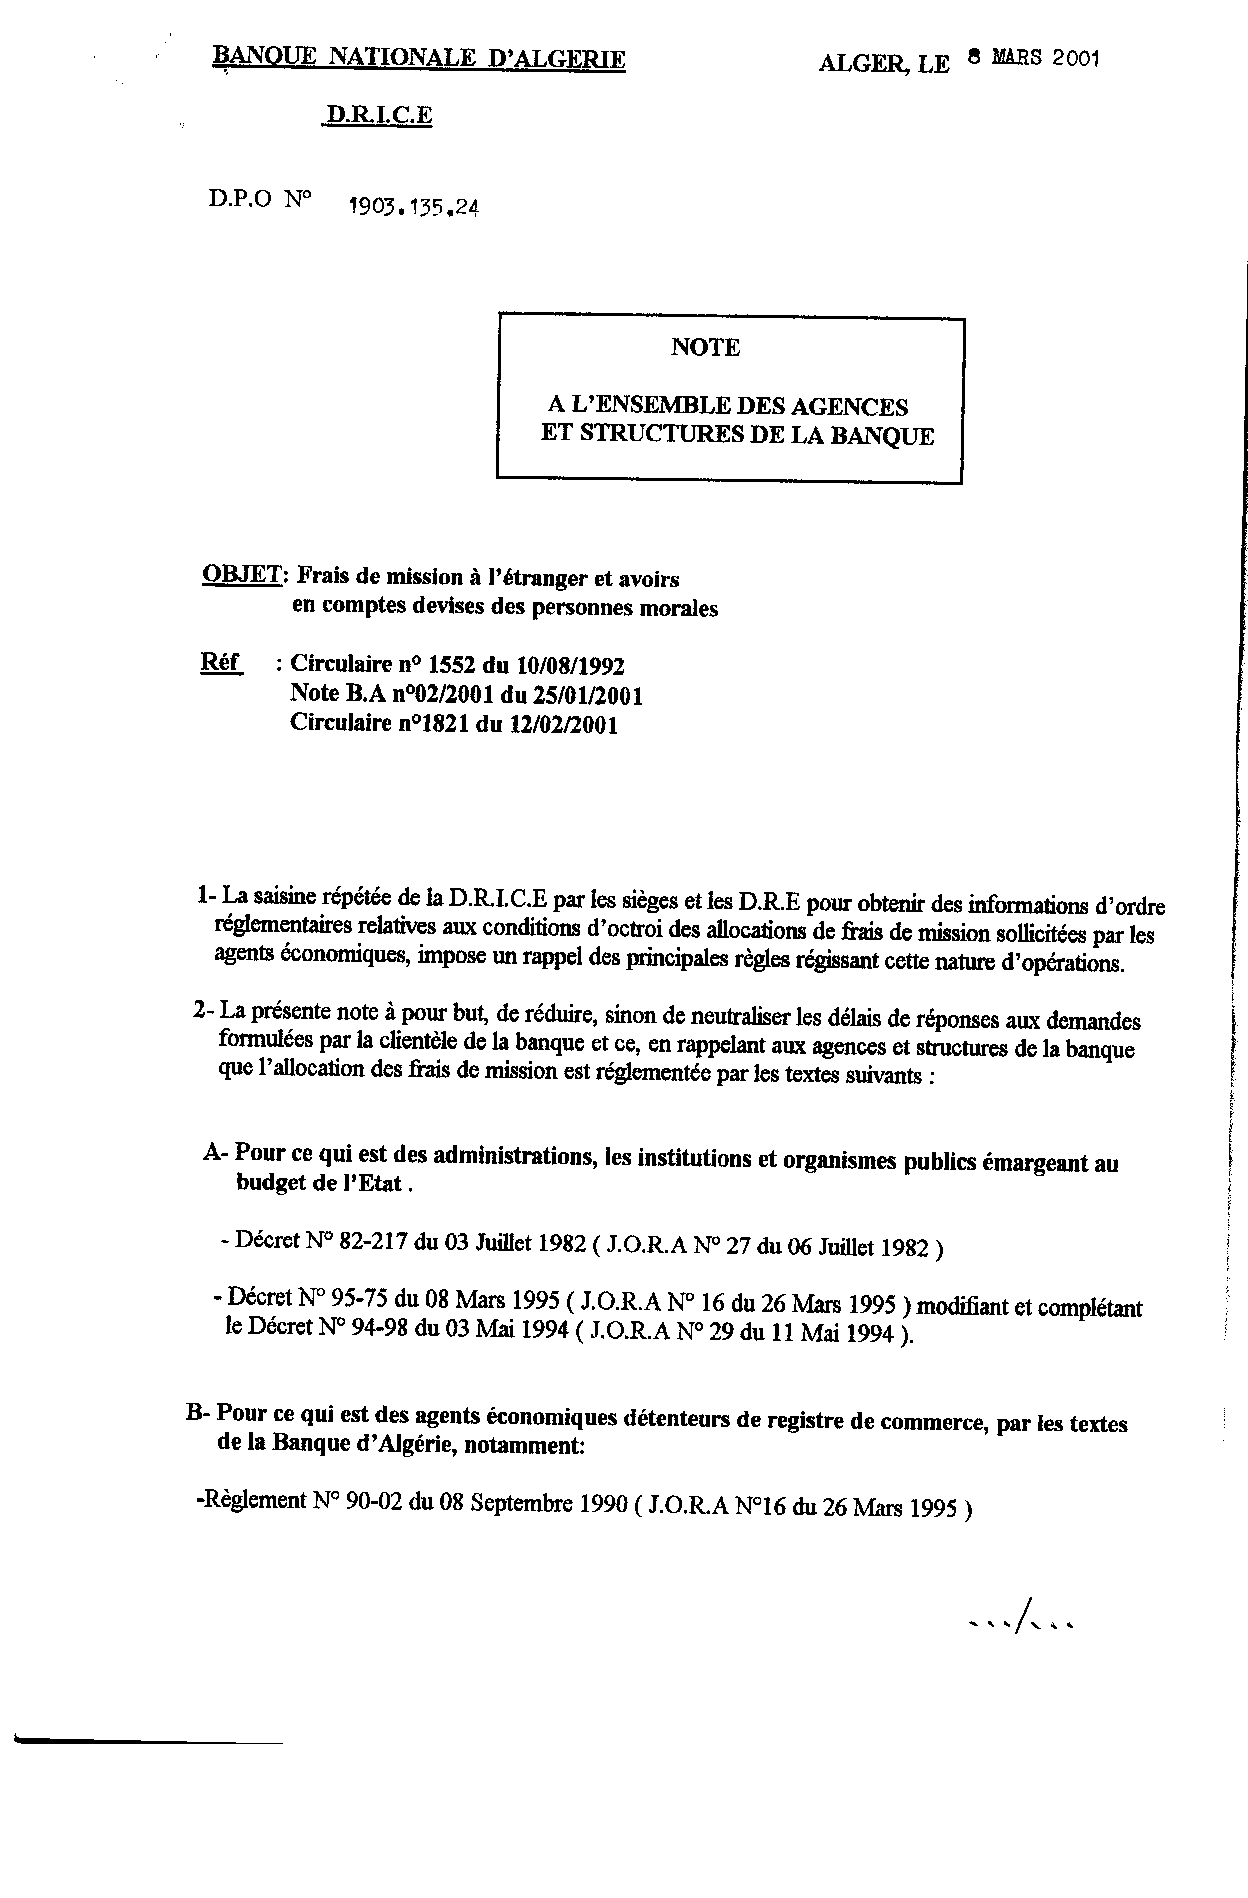 BANQUE NATIONALE D'ALGERIE
ALGER, LE 8 MARS 2001
D.R.I.C.E
D.P.O N° 1903.135.24
NOTE
A L'ENSEMBLE DES AGENCES
ET STRUCTURES DE LA BANQUE
OBJET: Frais de mission à l'étranger et avoirs
en comptes devises des personnes morales
Réf : Circulaire n° 1552 du 10/08/1992
Note B.A n°02/2001 du 25/01/2001
Circulaire n°1821 du 12/02/2001
1- La saisine répétée de la D.R.I.C.E par les sièges et les D.R.E pour obtenir des informations d'ordre
réglementaires relatives aux conditions d'octroi des allocations de frais de mission sollicitées par les
agents économiques, impose un rappel des principales règles régissant cette nature d'opérations.
2- La présente note à pour but, de réduire, sinon de neutraliser les délais de réponses aux demandes
formulées par la clientèle de la banque et ce, en rappelant aux agences et structures de la banque
que l'allocation des frais de mission est réglementée par les textes suivants :
A- Pour ce qui est des administrations, les institutions et organismes publics émargeant au
budget de l'Etat .
- Décret N° 82-217 du 03 Juillet 1982 ( J.O.R.A N° 27 du 06 Juillet 1982 )
- Décret N° 95-75 du 08 Mars 1995 ( J.O.R.A N° 16 du 26 Mars 1995 ) modifiant et complétant
le Décret N° 94-98 du 03 Mai 1994 ( J.O.R.A N° 29 du 11 Mai 1994 ).
B- Pour ce qui est des agents économiques détenteurs de registre de commerce, par les textes
de la Banque d'Algérie, notamment:
-Règlement N° 90-02 du 08 Septembre 1990 ( J.O.R.A N°16 du 26 Mars 1995 )
.../...